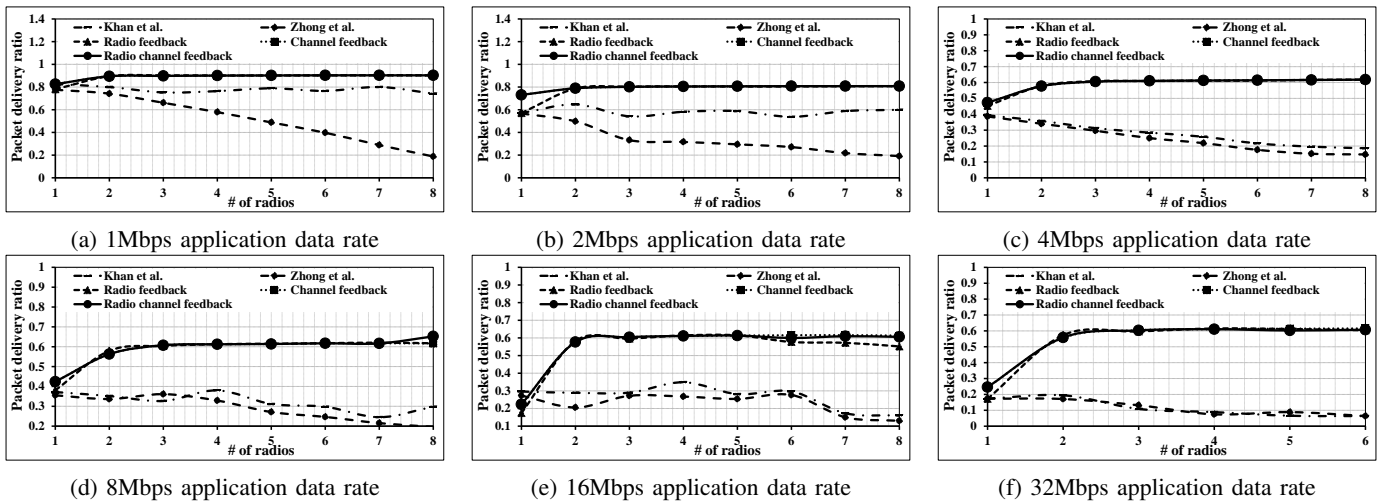 Khan et al. Zhong et al.
Radio feedback Channel feedback
Radio channel feedback
Packet delivery ratio
1.4
1.2
1
0.8
0.6
0.4
0.2
0
1 2 3 4 5 6 7 8
# of radios
(a) 1Mbps application data rate
Khan et al. Zhong et al.
Radio feedback Channel feedback
Radio channel feedback
Packet delivery ratio
1.4
1.2
1
0.8
0.6
0.4
0.2
0
1 2 3 4 5 6 7 8
# of radios
(b) 2Mbps application data rate
Khan et al. Zhong et al.
Radio feedback Channel feedback
Radio channel feedback
Packet delivery ratio
1
0.9
0.8
0.7
0.6
0.5
0.4
0.3
0.2
0.1
0
1 2 3 4 5 6 7 8
# of radios
(c) 4Mbps application data rate
Khan et al. Zhong et al.
Radio feedback Channel feedback
Radio channel feedback
Packet delivery ratio
1
0.9
0.8
0.7
0.6
0.5
0.4
0.3
0.2
1 2 3 4 5 6 7 8
# of radios
(d) 8Mbps application data rate
Khan et al. Zhong et al.
Radio feedback Channel feedback
Radio channel feedback
Packet delivery ratio
1
0.9
0.8
0.7
0.6
0.5
0.4
0.3
0.2
0.1
1 2 3 4 5 6 7 8
# of radios
(e) 16Mbps application data rate
Khan et al. Zhong et al.
Radio feedback Channel feedback
Radio channel feedback
Packet delivery ratio
1
0.9
0.8
0.7
0.6
0.5
0.4
0.3
0.2
0.1
0
1 2 3 4 5 6
# of radios
(f) 32Mbps application data rate